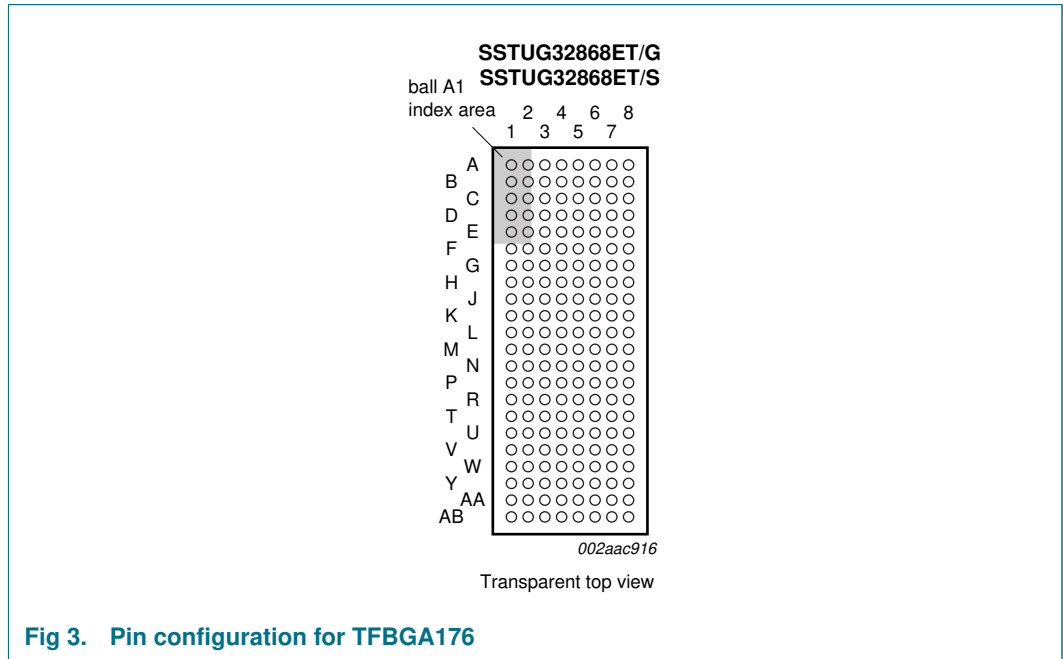 SSTUG32868ET/G
SSTUG32868ET/S
ball A1
index area
2 4 6 8
1 3 5 7
A
B
C
D
E
F
G
H
J
K
L
M
N
P
R
T
U
V
W
Y
AA
AB
002aac916
Transparent top view
Fig 3. Pin configuration for TFBGA176